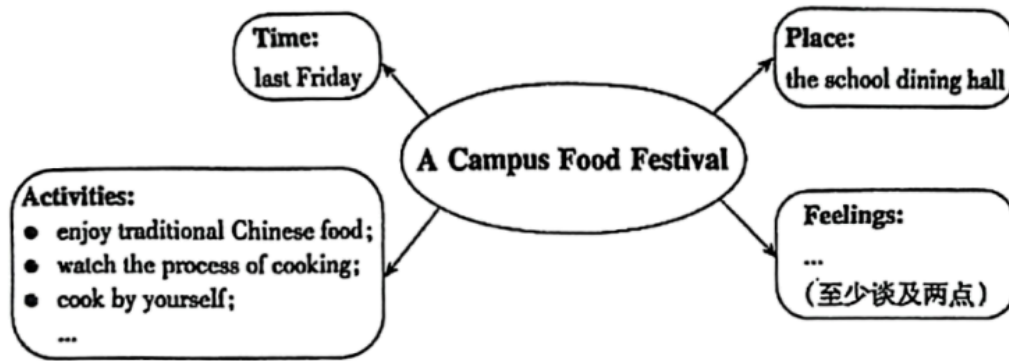 Time:
last Friday
Place:
the school dining hall
A Campus Food Festival
Activities:
● enjoy traditional Chinese food;
● watch the process of cooking;
● cook by yourself;
...
Feelings:
...
(至少谈及两点)